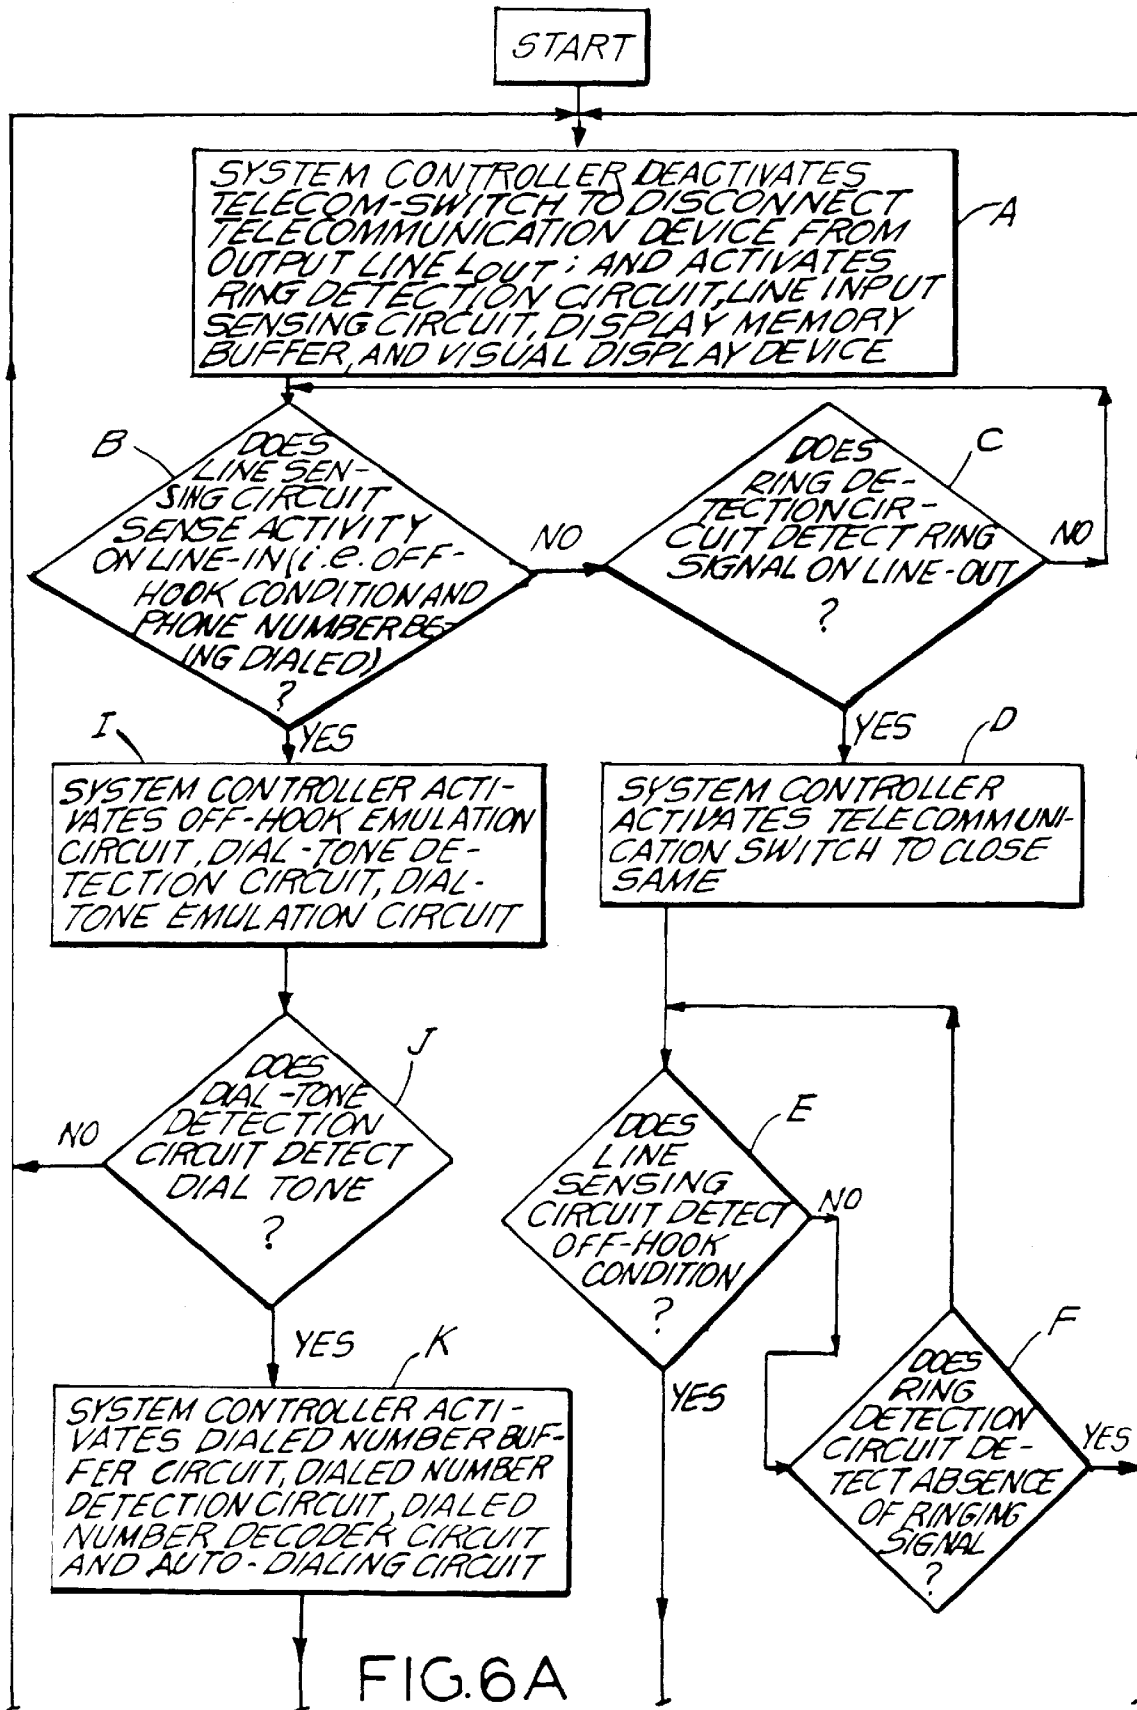 START
SYSTEM CONTROLLER DEACTIVATES
TELECOM-SWITCH TO DISCONNECT
TELECOMMUNICATION DEVICE FROM
OUTPUT LINE LOUT; AND ACTIVATES
RING DETECTION CIRCUIT, LINE INPUT
SENSING CIRCUIT, DISPLAY MEMORY
BUFFER, AND VISUAL DISPLAY DEVICE
A
B
DOES
LINE SEN-
SING CIRCUIT
SENSE ACTIVITY
ON LINE-IN (i.e. OFF-
HOOK CONDITION AND
PHONE NUMBER BE-
ING DIALED)
?
NO
YES
C
DOES
RING DE-
TECTION CIR-
CUIT DETECT RING
SIGNAL ON LINE-OUT
?
NO
YES
I
SYSTEM CONTROLLER ACTI-
VATES OFF-HOOK EMULATION
CIRCUIT, DIAL-TONE DE-
TECTION CIRCUIT, DIAL-
TONE EMULATION CIRCUIT
D
SYSTEM CONTROLLER
ACTIVATES TELECOMMUNI-
CATION SWITCH TO CLOSE
SAME
J
DOES
DIAL-TONE
DETECTION
CIRCUIT DETECT
DIAL TONE
?
NO
YES
E
DOES
LINE
SENSING
CIRCUIT DETECT
OFF-HOOK
CONDITION
?
NO
YES
F
DOES
RING
DETECTION
CIRCUIT DE-
TECT ABSENCE
OF RINGING
SIGNAL
?
YES
K
SYSTEM CONTROLLER ACTI-
VATES DIALED NUMBER BUF-
FER CIRCUIT, DIALED NUMBER
DETECTION CIRCUIT, DIALED
NUMBER DECODER CIRCUIT
AND AUTO-DIALING CIRCUIT
FIG.6A